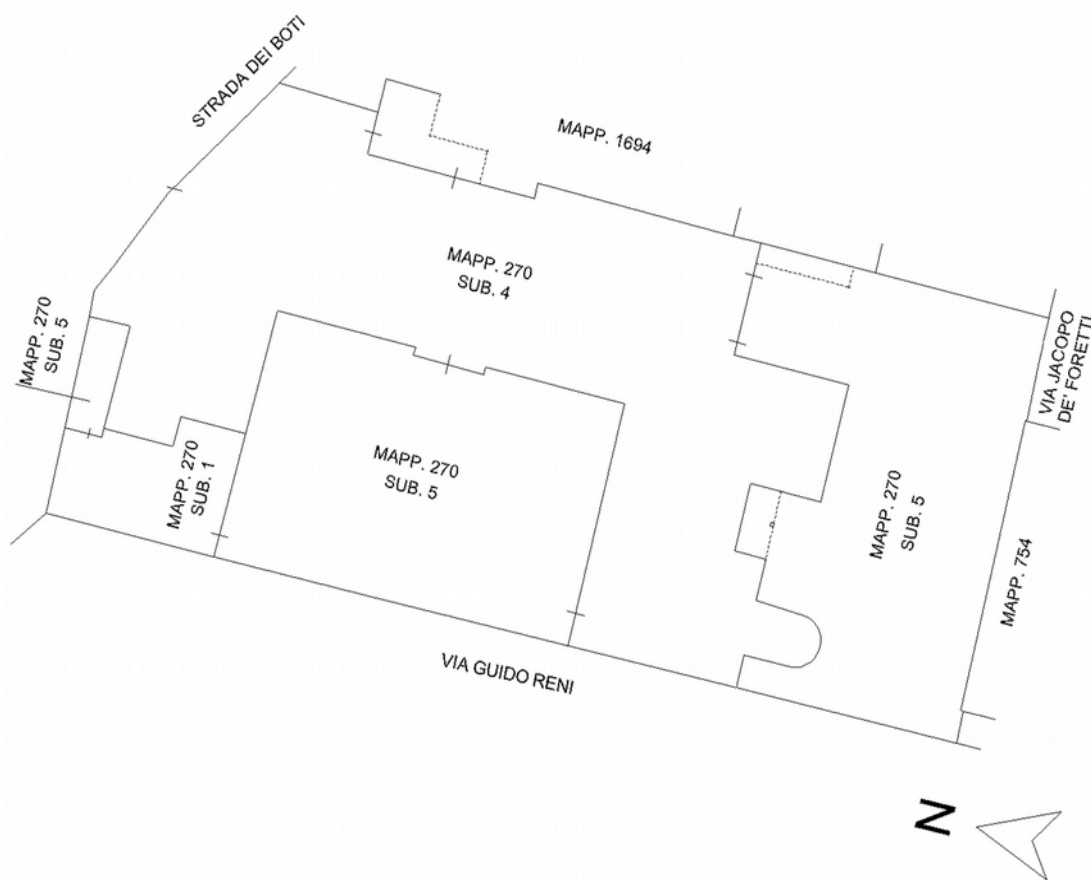 STRADA DEI BOTI
MAPP. 1694
MAPP. 270
SUB. 4
MAPP. 270
SUB. 5
VIA JACOPO
DE' FORETTI
MAPP. 270
SUB. 1
MAPP. 270
SUB. 5
MAPP. 270
SUB. 5
MAPP. 754
VIA GUIDO RENI
N